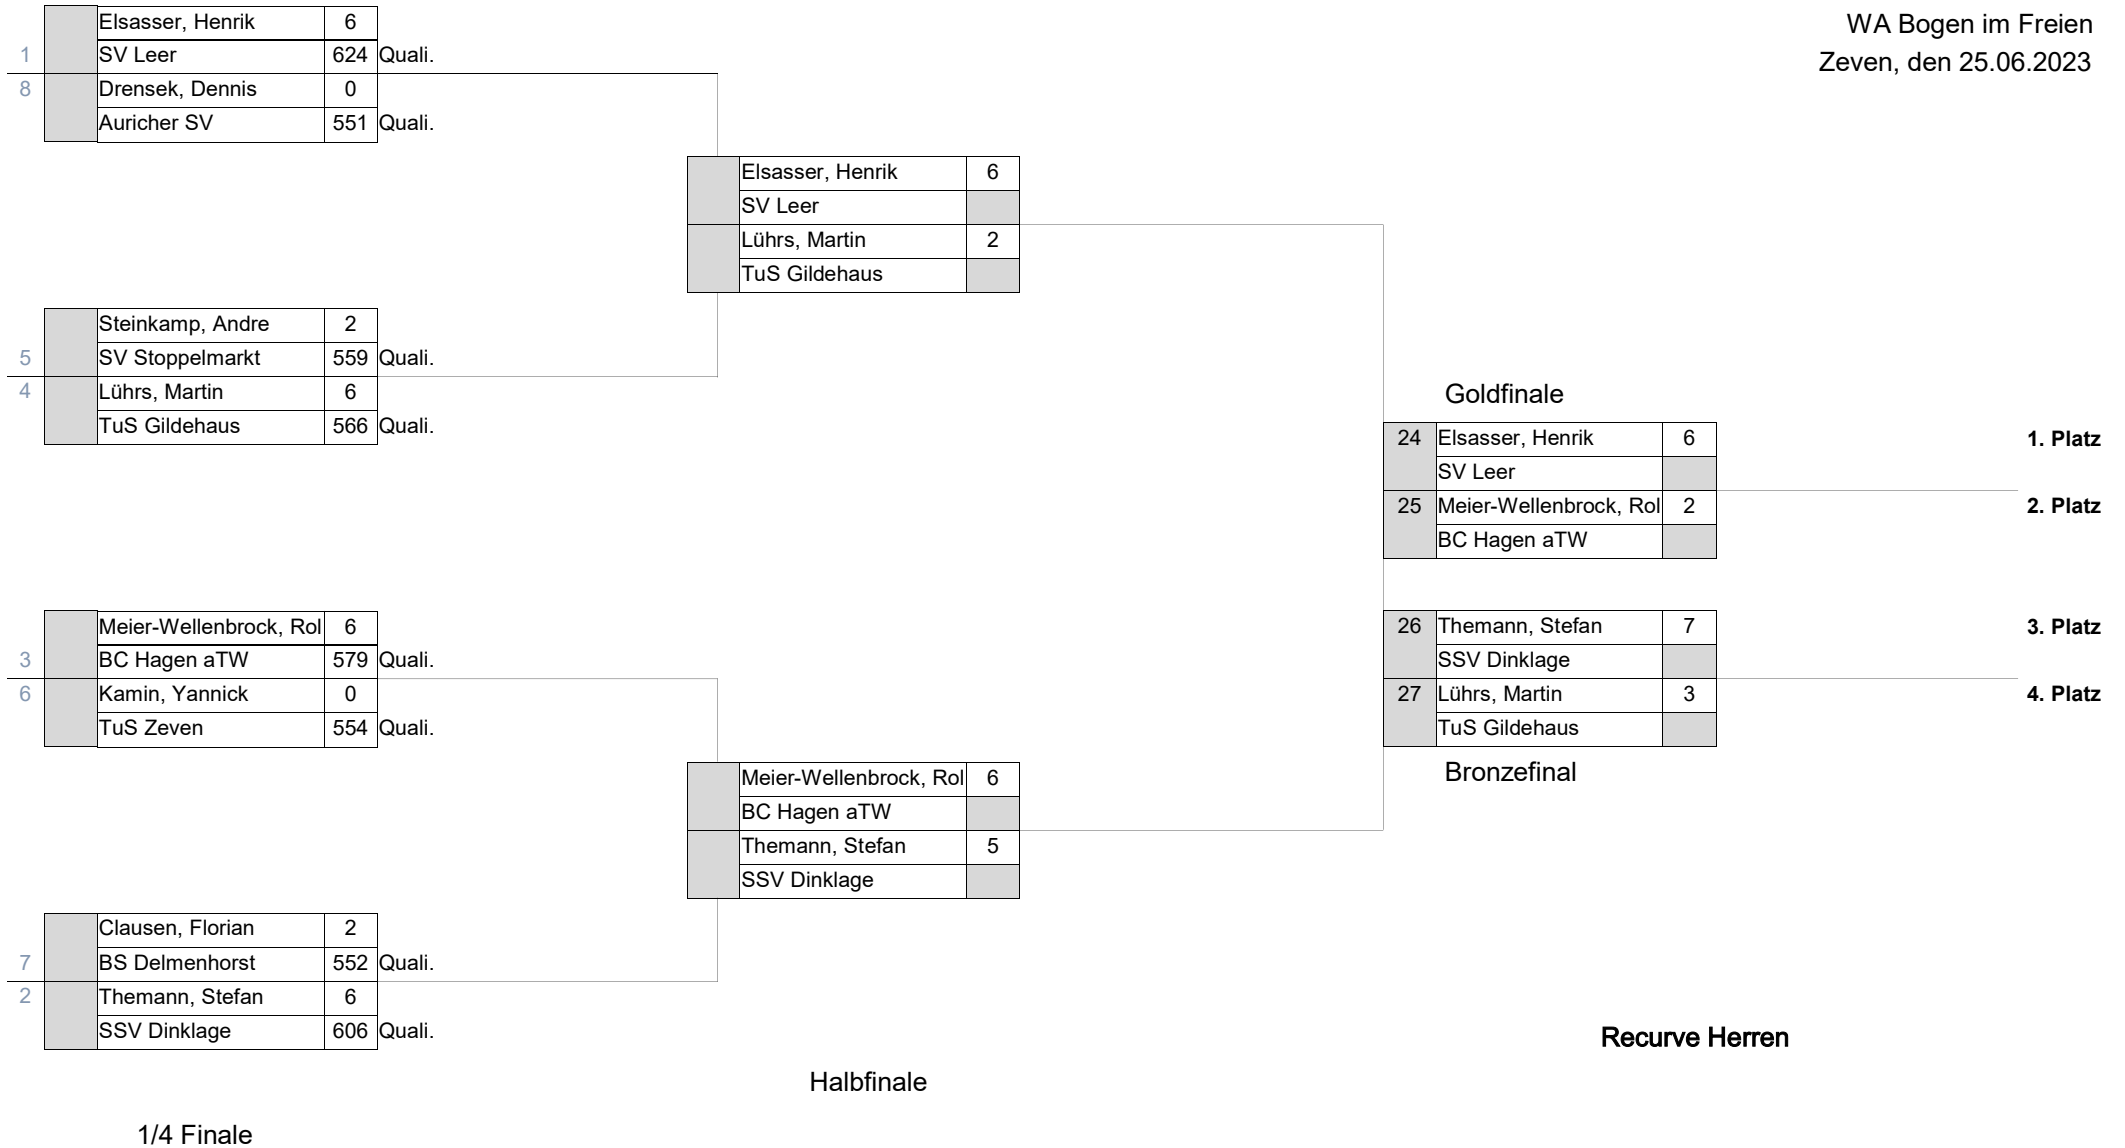 WA Bogen im Freien
Zeven, den 25.06.2023
Elsasser, Henrik 6
1 SV Leer 624 Quali.
8 Drensek, Dennis 0
Auricher SV 551 Quali.
Elsasser, Henrik 6
SV Leer
Lührs, Martin 2
TuS Gildehaus
Steinkamp, Andre 2
5 SV Stoppelmarkt 559 Quali.
4 Lührs, Martin 6
TuS Gildehaus 566 Quali.
Goldfinale
24 Elsasser, Henrik 6 1. Platz
SV Leer
25 Meier-Wellenbrock, Rol 2 2. Platz
BC Hagen aTW
Meier-Wellenbrock, Rol 6
3 BC Hagen aTW 579 Quali.
6 Kamin, Yannick 0
TuS Zeven 554 Quali.
26 Themann, Stefan 7 3. Platz
SSV Dinklage
27 Lührs, Martin 3 4. Platz
TuS Gildehaus
Bronzefinal
Meier-Wellenbrock, Rol 6
BC Hagen aTW
Themann, Stefan 5
SSV Dinklage
Clausen, Florian 2
7 BS Delmenhorst 552 Quali.
2 Themann, Stefan 6
SSV Dinklage 606 Quali.
Recurve Herren
Halbfinale
1/4 Finale